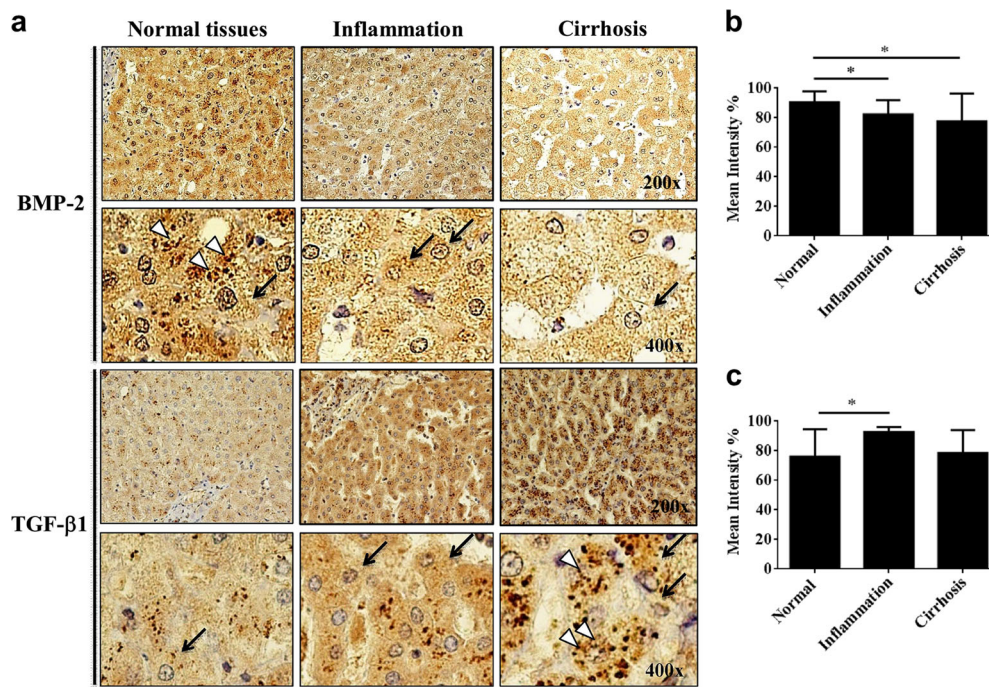 a
Normal tissues Inflammation Cirrhosis
BMP-2
200x
400x
TGF-β1
200x
400x
b
* 
*
Mean Intensity %
100
80
60
40
20
0
Normal
Inflammation
Cirrhosis
c
*
Mean Intensity %
100
80
60
40
20
0
Normal
Inflammation
Cirrhosis